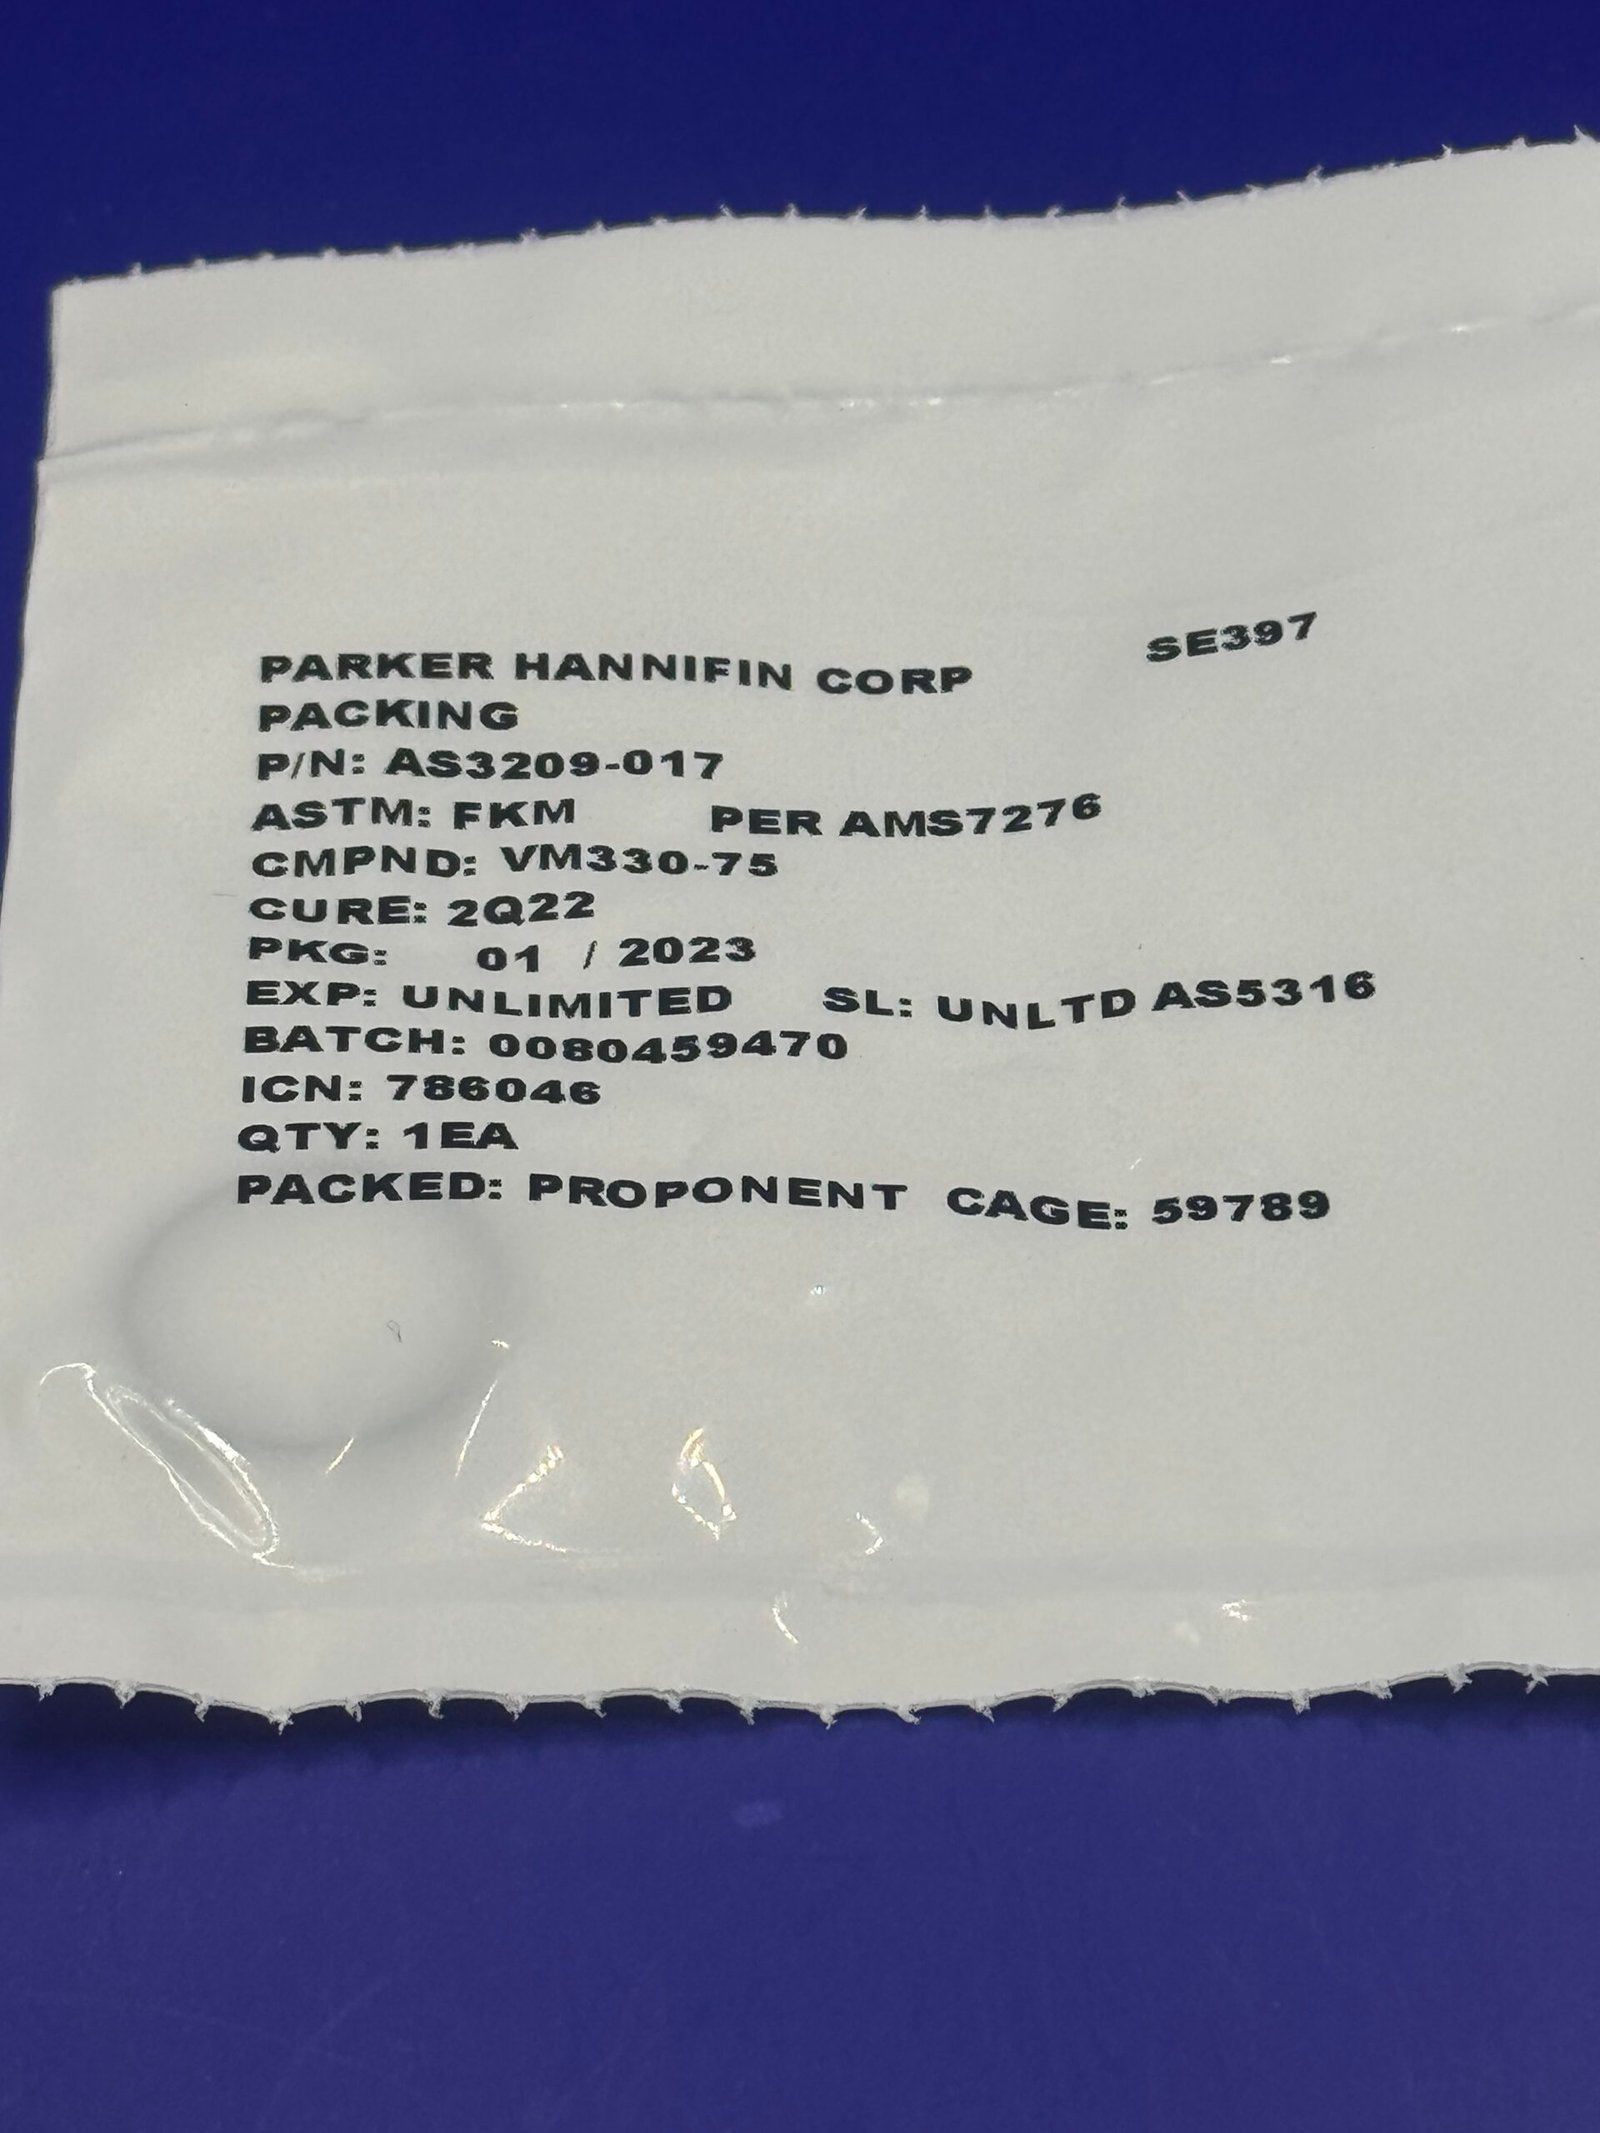 SE397
PARKER HANNIFIN CORP
PACKING
P/N: AS3209-017
ASTM: FKM PER AMS7276
CMPND: VM330-75
CURE: 2Q22
PKG: 01 / 2023
EXP: UNLIMITED SL: UNLTD AS5316
BATCH: 0080459470
ICN: 786046
QTY: 1EA
PACKED: PROPONENT CAGE: 59789